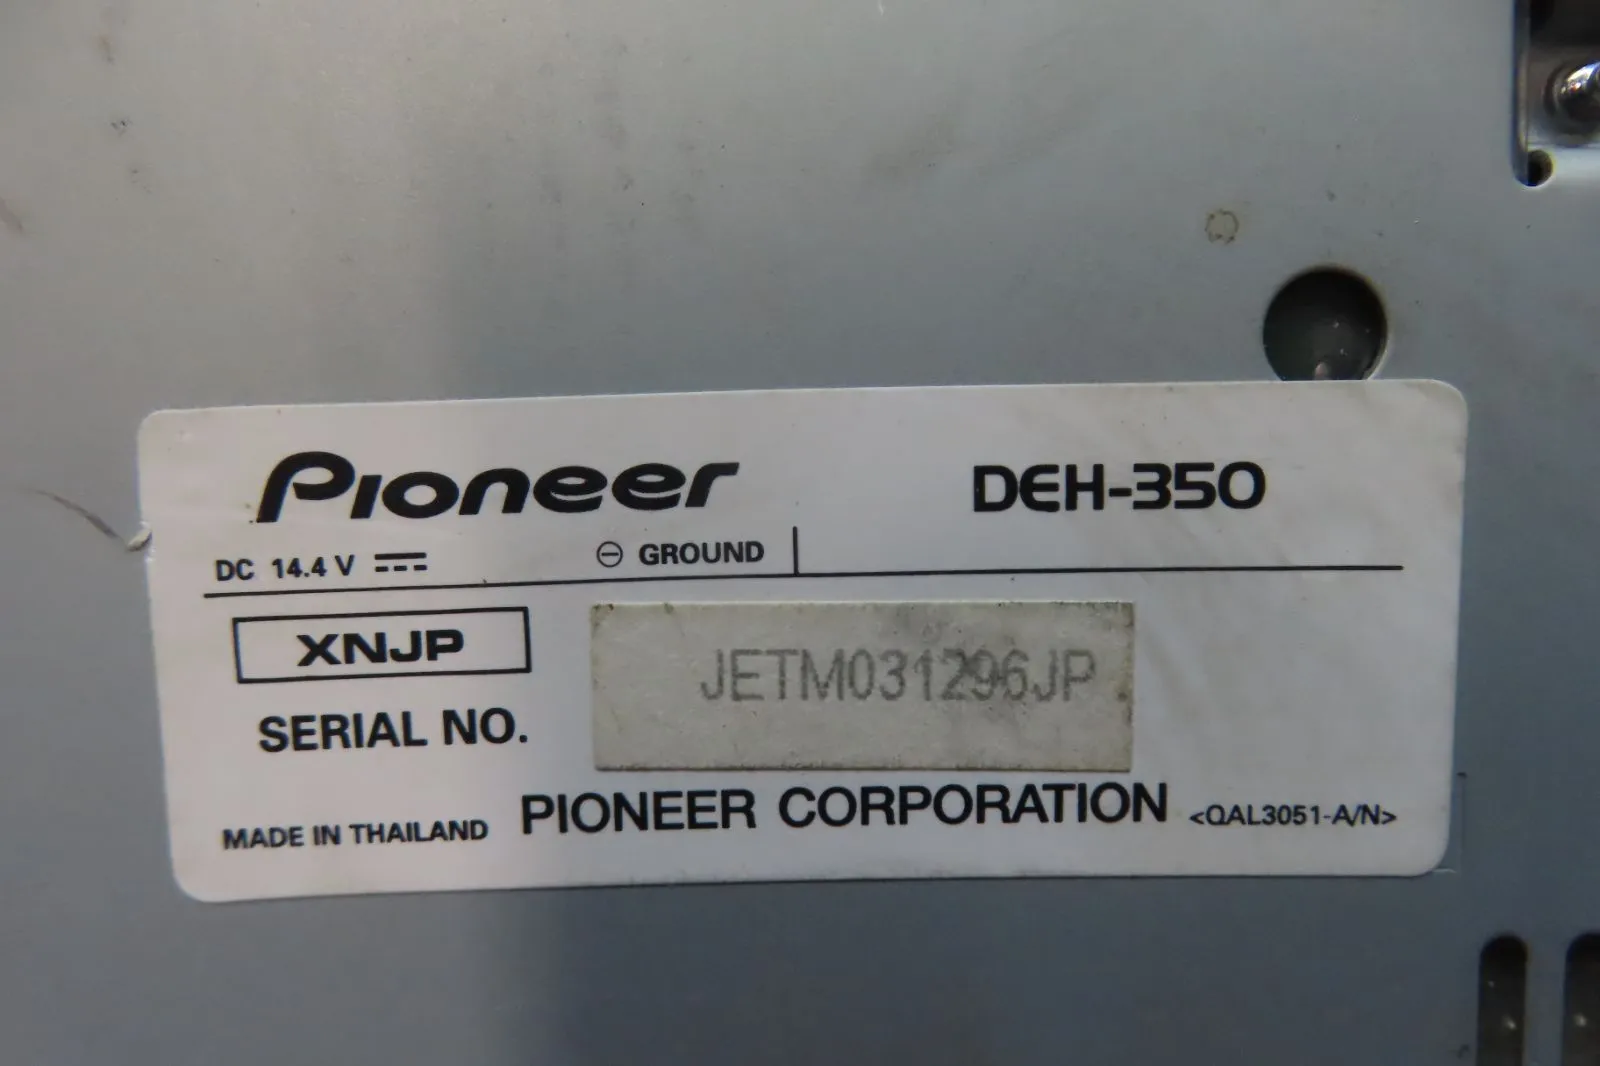 Pioneer DEH-350
DC 14.4 V ⎓ ⊖ GROUND
XNJP
JETM031296JP
SERIAL NO.
MADE IN THAILAND PIONEER CORPORATION <QAL3051-A/N>